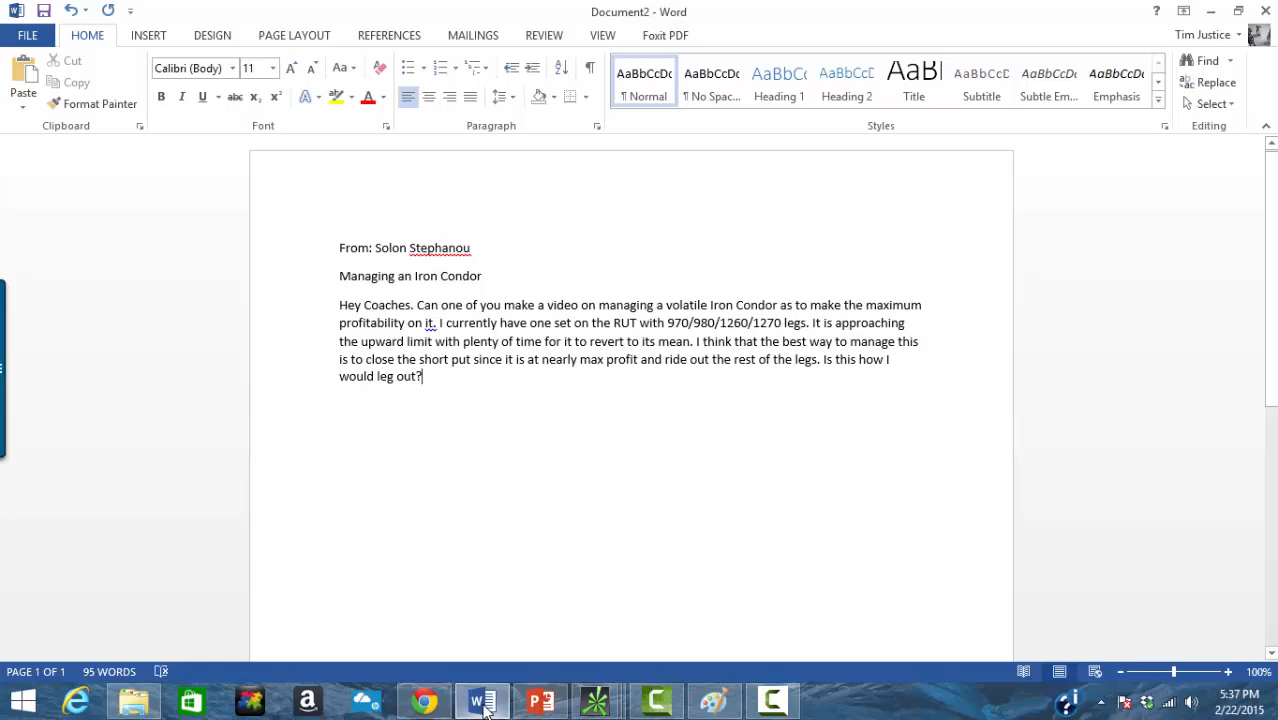 Document2 - Word
Tim Justice
FILE HOME INSERT DESIGN PAGE LAYOUT REFERENCES MAILINGS REVIEW VIEW Foxit PDF
Paste
Cut
Copy
Format Painter
Clipboard
Calibri (Body) 11
Font
Paragraph
AaBbCcDc AaBbCcDc AaBbCc AaBbCcC AaBb AaBbCcD AaBbCcDc AaBbCcDc
¶ Normal ¶ No Spac... Heading 1 Heading 2 Title Subtitle Subtle Em... Emphasis
Styles
Find
Replace
Select
Editing
From: Solon Stephanou
Managing an Iron Condor
Hey Coaches. Can one of you make a video on managing a volatile Iron Condor as to make the maximum
profitability on it. I currently have one set on the RUT with 970/980/1260/1270 legs. It is approaching
the upward limit with plenty of time for it to revert to its mean. I think that the best way to manage this
is to close the short put since it is at nearly max profit and ride out the rest of the legs. Is this how I
would leg out?
PAGE 1 OF 1 95 WORDS
100%
5:37 PM
2/22/2015